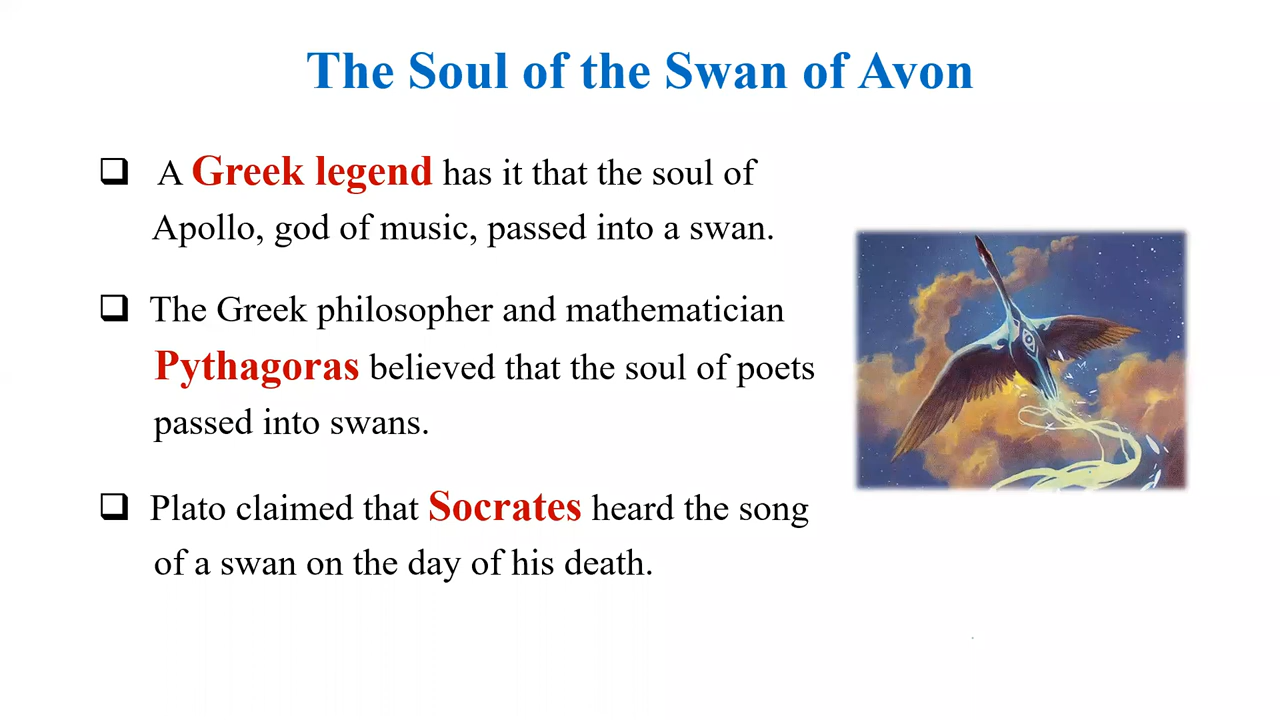 The Soul of the Swan of Avon
❑ A Greek legend has it that the soul of
Apollo, god of music, passed into a swan.
❑ The Greek philosopher and mathematician
Pythagoras believed that the soul of poets
passed into swans.
❑ Plato claimed that Socrates heard the song
of a swan on the day of his death.